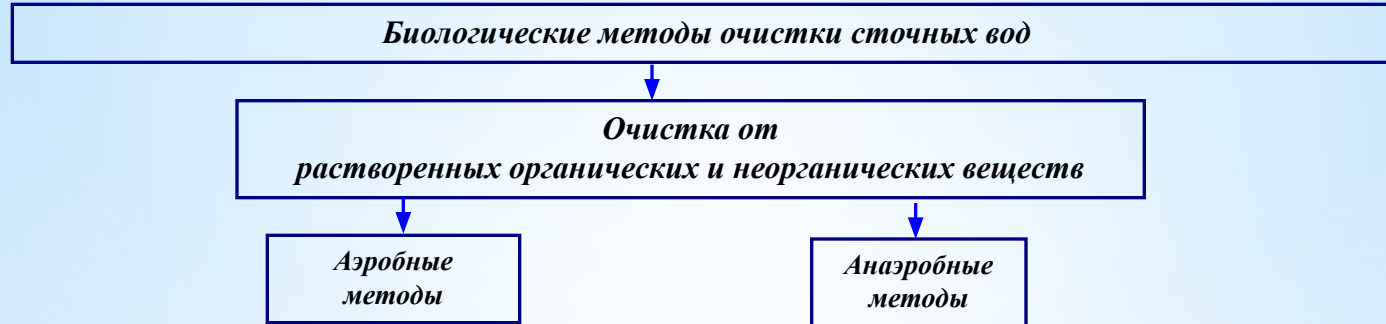 Биологические методы очистки сточных вод
Очистка от
растворенных органических и неорганических веществ
Аэробные
методы
Анаэробные
методы